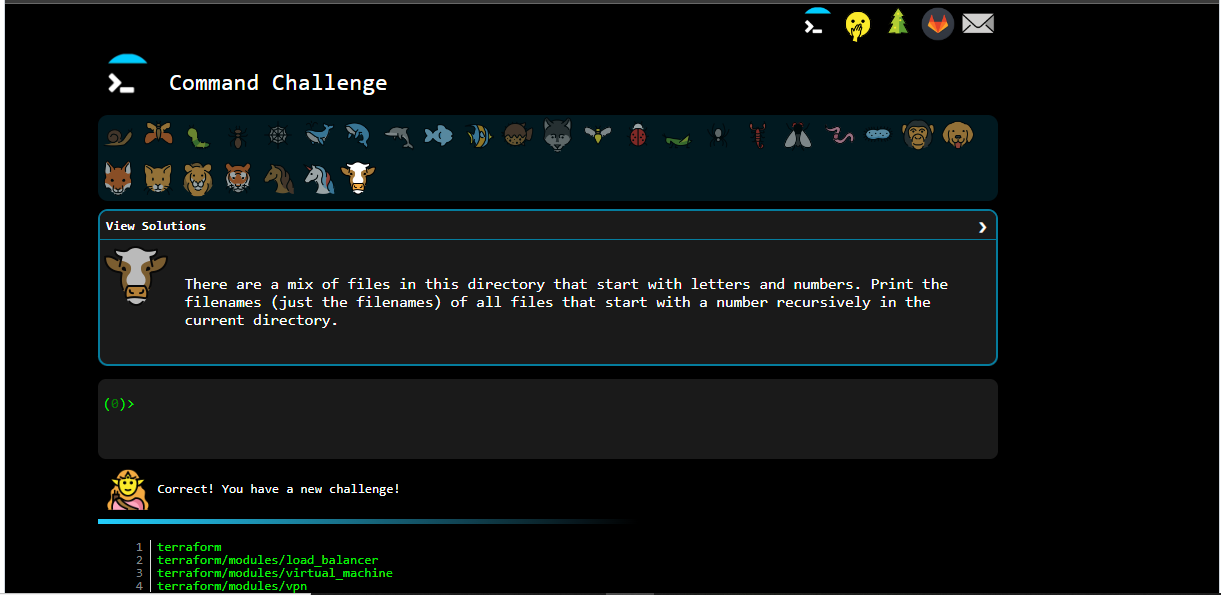 Command Challenge
View Solutions
There are a mix of files in this directory that start with letters and numbers. Print the
filenames (just the filenames) of all files that start with a number recursively in the
current directory.
(0)>
Correct! You have a new challenge!
1 terraform
2 terraform/modules/load_balancer
3 terraform/modules/virtual_machine
4 terraform/modules/vpn